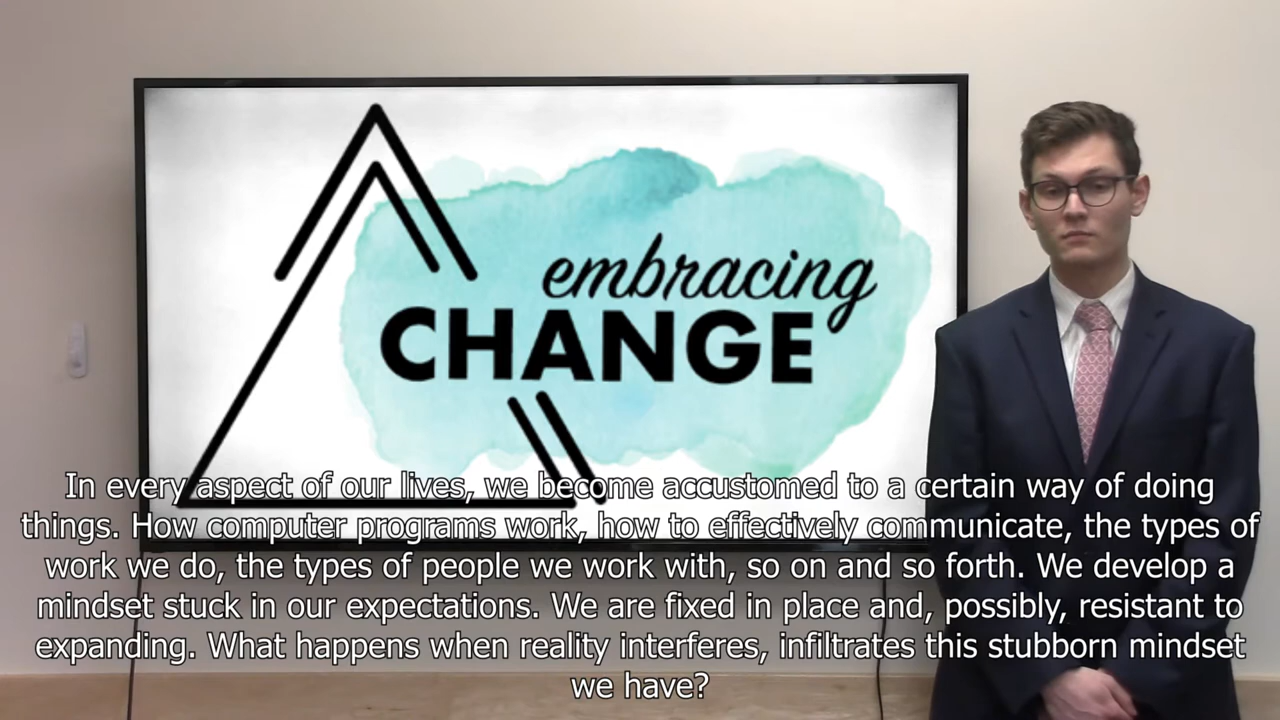 embracing
CHANGE
In every aspect of our lives, we become accustomed to a certain way of doing
things. How computer programs work, how to effectively communicate, the types of
work we do, the types of people we work with, so on and so forth. We develop a
mindset stuck in our expectations. We are fixed in place and, possibly, resistant to
expanding. What happens when reality interferes, infiltrates this stubborn mindset
we have?